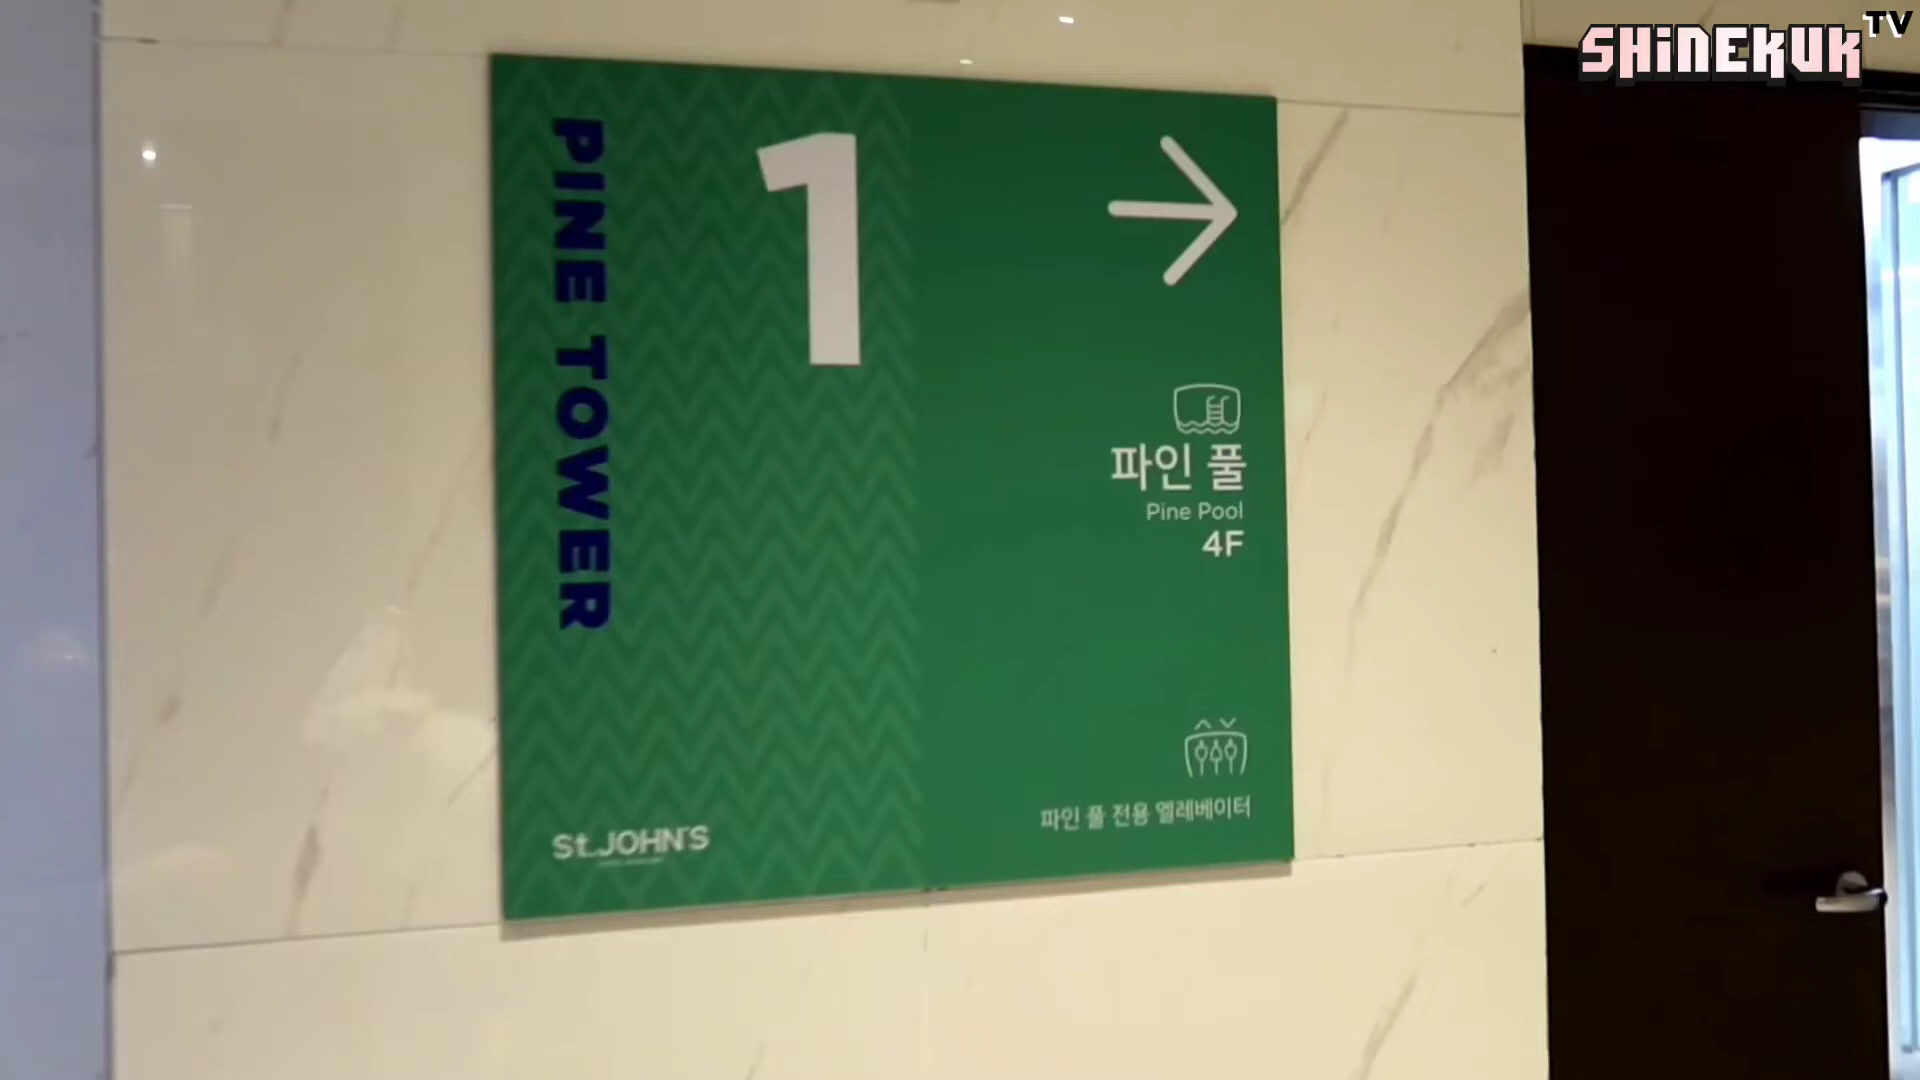 SHiNEKUK TV
PINE TOWER
1
파인 풀
Pine Pool
4F
파인 풀 전용 엘레베이터
St.JOHN'S